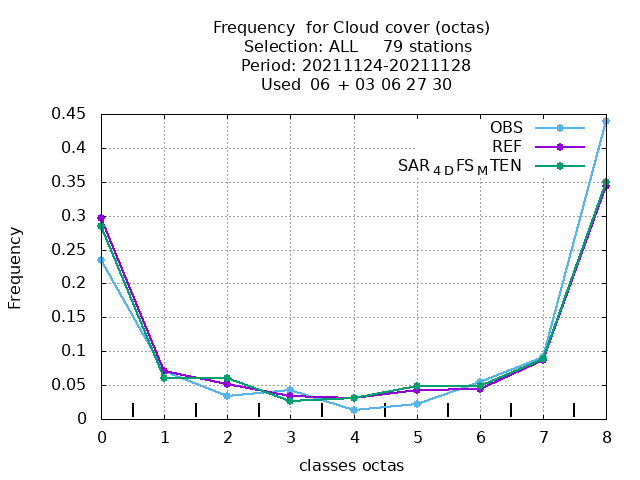 Frequency  for Cloud cover (octas)
Selection: ALL     79 stations
Period: 20211124-20211128
Used  06  + 03 06 27 30
OBS
REF
SAR4DFSMTEN
0.45
0.4
0.35
0.3
0.25
0.2
0.15
0.1
0.05
0
Frequency
0 1 2 3 4 5 6 7 8
classes octas